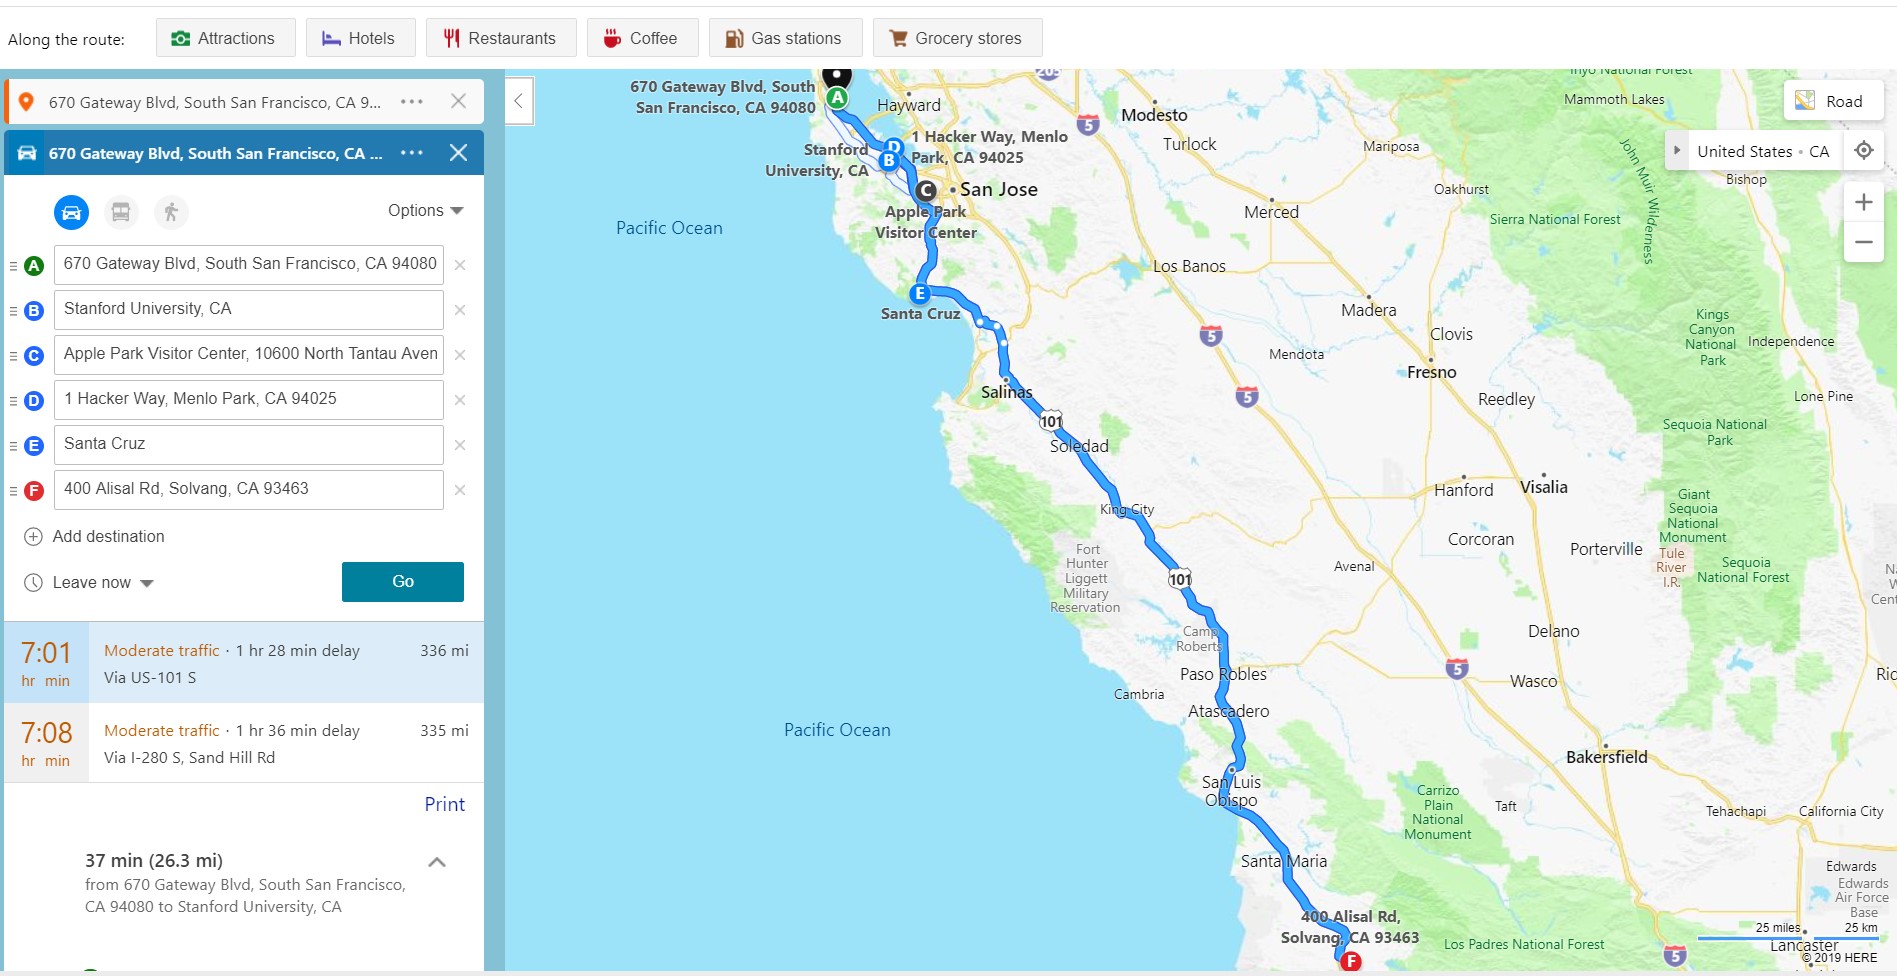 Along the route:
Attractions
Hotels
Restaurants
Coffee
Gas stations
Grocery stores
670 Gateway Blvd, South San Francisco, CA 9...
670 Gateway Blvd, South San Francisco, CA ...
Options
A
670 Gateway Blvd, South San Francisco, CA 94080
B
Stanford University, CA
C
Apple Park Visitor Center, 10600 North Tantau Aven
D
1 Hacker Way, Menlo Park, CA 94025
E
Santa Cruz
F
400 Alisal Rd, Solvang, CA 93463
Add destination
Leave now
Go
7:01
hr min
Moderate traffic · 1 hr 28 min delay
336 mi
Via US-101 S
7:08
hr min
Moderate traffic · 1 hr 36 min delay
335 mi
Via I-280 S, Sand Hill Rd
Print
37 min (26.3 mi)
from 670 Gateway Blvd, South San Francisco,
CA 94080 to Stanford University, CA
670 Gateway Blvd, South
San Francisco, CA 94080
A
Hayward
205
Inyo National Forest
Mammoth Lakes
Road
Modesto
5
1 Hacker Way, Menlo
Park, CA 94025
D
B
Stanford
University, CA
Turlock
Mariposa
John Muir Wilderness
United States • CA
Bishop
C
San Jose
Oakhurst
Apple Park
Visitor Center
Merced
Sierra National Forest
Pacific Ocean
Los Banos
E
Santa Cruz
Madera
Kings
Canyon
National
Park
Independence
5
Clovis
Mendota
Fresno
Salinas
5
Reedley
Lone Pine
101
Sequoia National
Park
Soledad
Hanford
Visalia
Giant
Sequoia
National
Monument
King City
Corcoran
Porterville
Tule
River
I.R.
Sequoia
National Forest
Fort
Hunter
Liggett
Military
Reservation
Avenal
101
Camp
Roberts
Delano
Paso Robles
5
Wasco
Cambria
Atascadero
Pacific Ocean
Bakersfield
San Luis
Obispo
Carrizo
Plain
National
Monument
Taft
Tehachapi
California City
Santa Maria
Edwards
Edwards
Air Force
Base
400 Alisal Rd,
Solvang, CA 93463
F
Los Padres National Forest
5
25 miles
25 km
Lancaster
© 2019 HERE